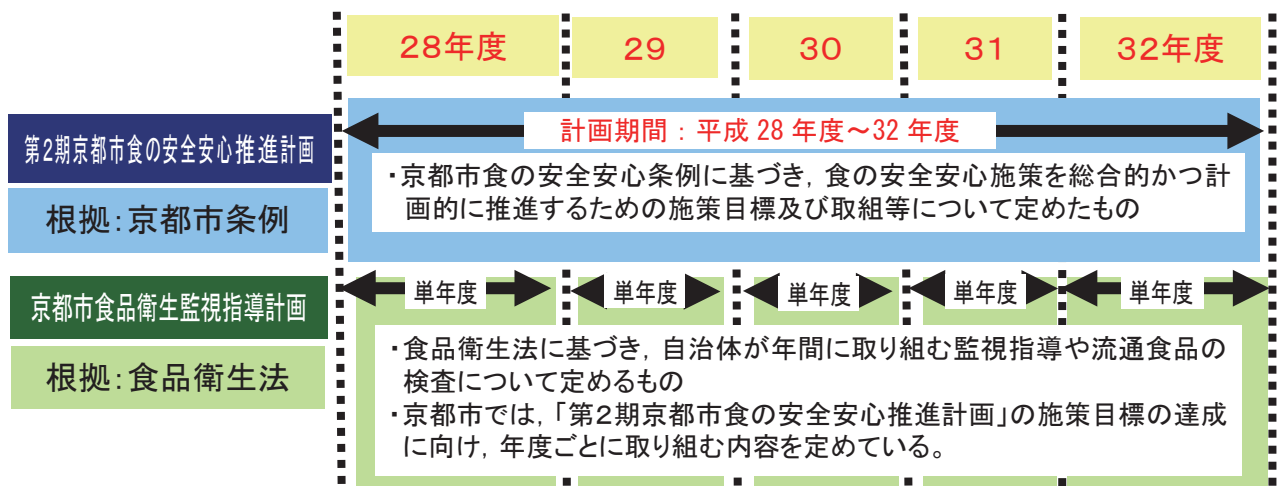 28年度
29
30
31
32年度
第2期京都市食の安全安心推進計画
根拠:京都市条例
計画期間:平成28年度~32年度
・京都市食の安全安心条例に基づき,食の安全安心施策を総合的かつ計
画的に推進するための施策目標及び取組等について定めたもの
京都市食品衛生監視指導計画
根拠:食品衛生法
単年度
単年度
単年度
単年度
単年度
・食品衛生法に基づき,自治体が年間に取り組む監視指導や流通食品の
検査について定めるもの
・京都市では,「第2期京都市食の安全安心推進計画」の施策目標の達成
に向け,年度ごとに取り組む内容を定めている。